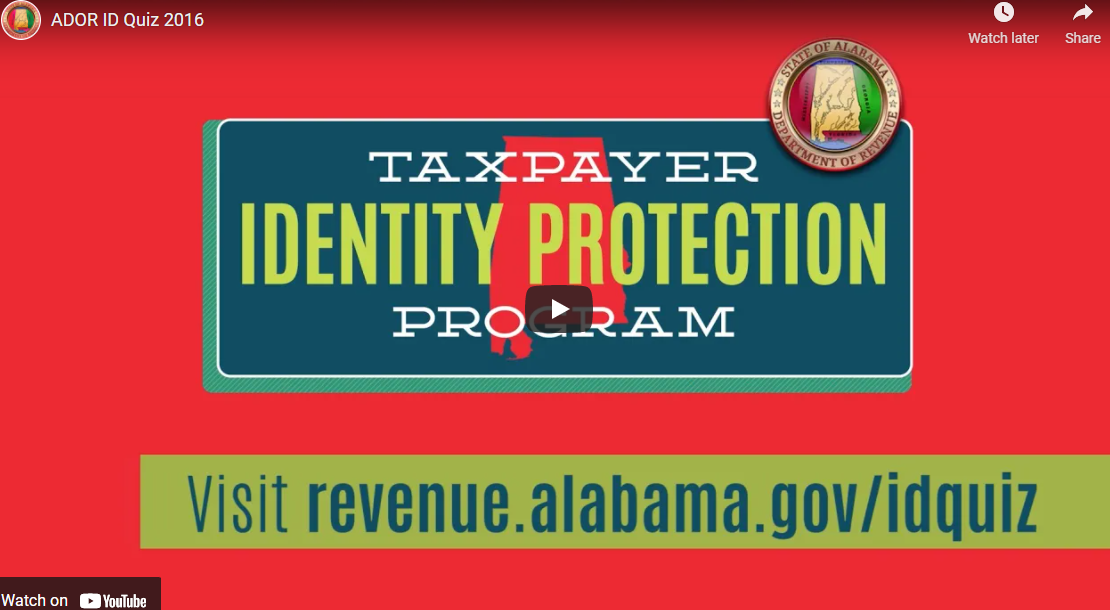 ADOR ID Quiz 2016
Watch later
Share
STATE OF ALABAMA
DEPARTMENT OF REVENUE
TAXPAYER
IDENTITY PROTECTION
PROGRAM
Visit revenue.alabama.gov/idquiz
Watch on YouTube